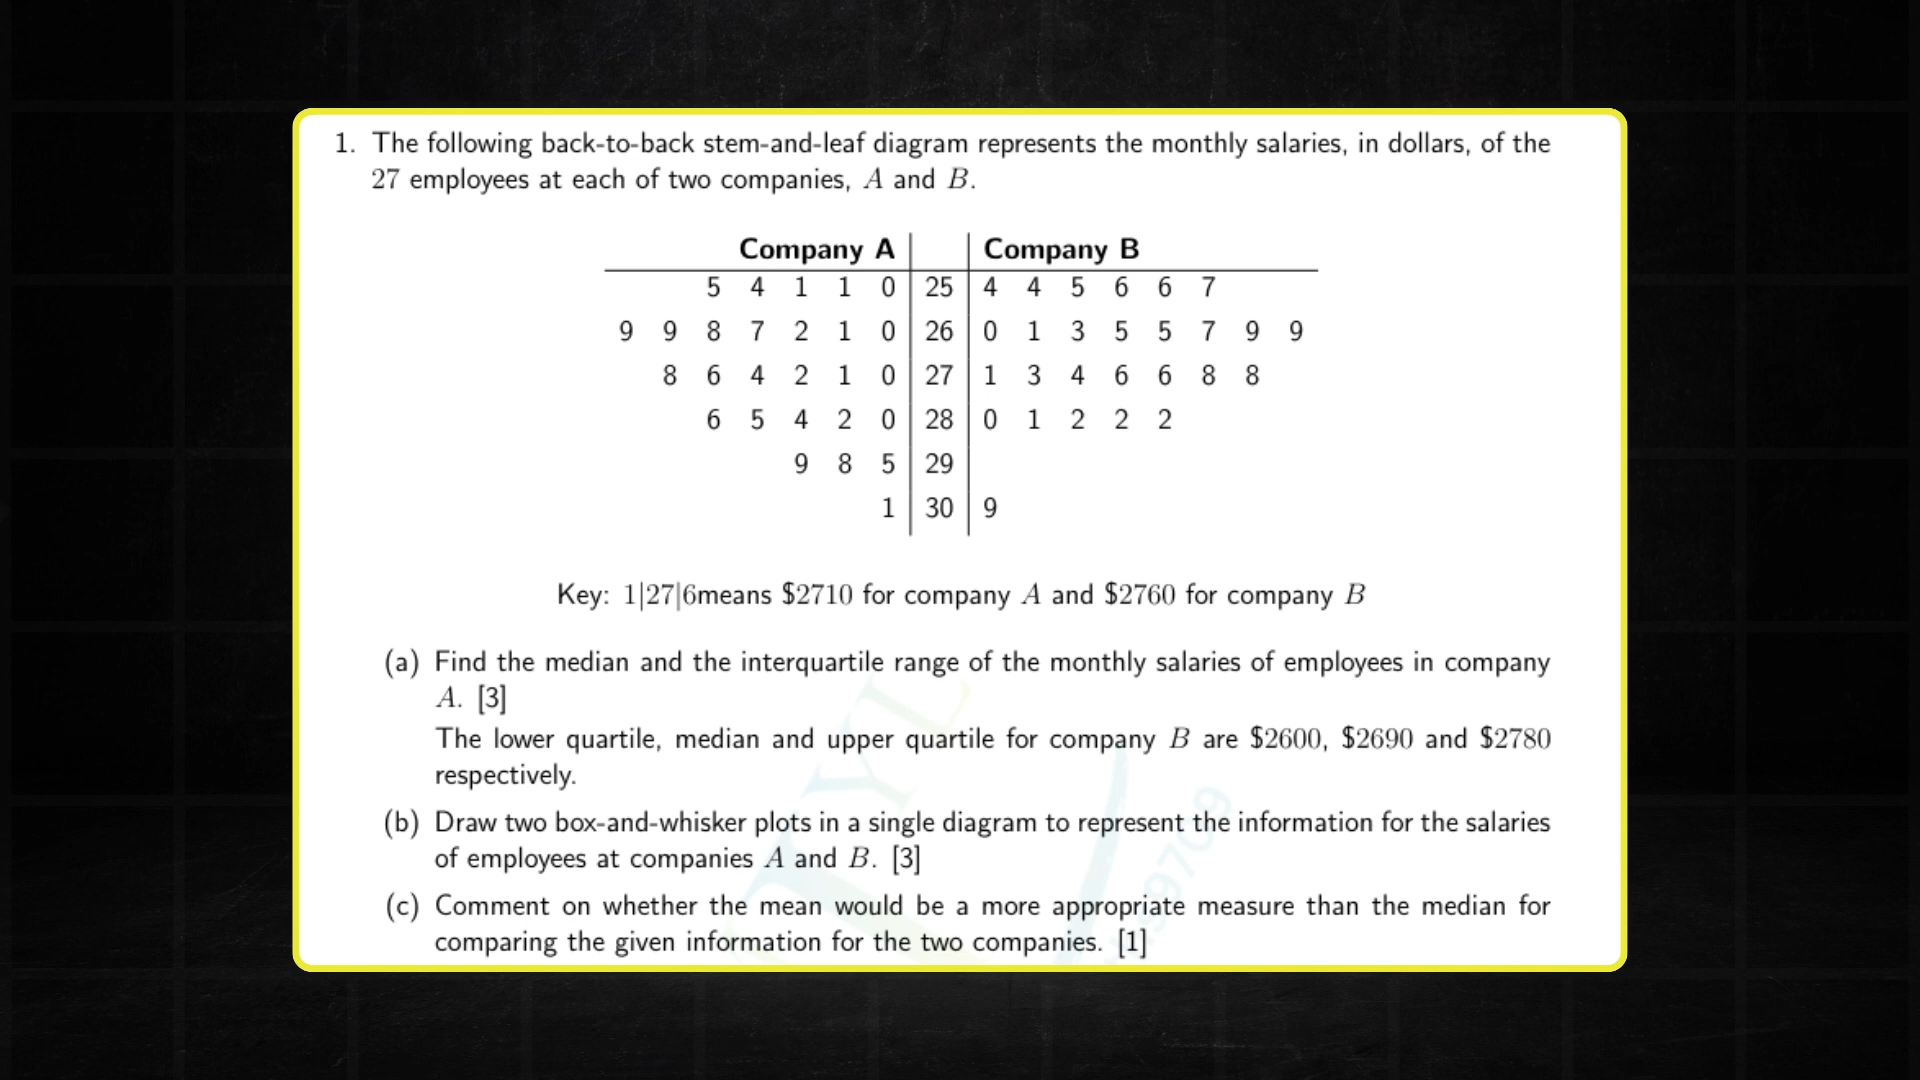 1. The following back-to-back stem-and-leaf diagram represents the monthly salaries, in dollars, of the
27 employees at each of two companies, A and B.
Company A Company B
5 4 1 1 0 25 4 4 5 6 6 7
9 9 8 7 2 1 0 26 0 1 3 5 5 7 9 9
8 6 4 2 1 0 27 1 3 4 6 6 8 8
6 5 4 2 0 28 0 1 2 2 2
9 8 5 29
1 30 9
Key: 1|27|6means $2710 for company A and $2760 for company B
(a) Find the median and the interquartile range of the monthly salaries of employees in company
A. [3]
The lower quartile, median and upper quartile for company B are $2600, $2690 and $2780
respectively.
(b) Draw two box-and-whisker plots in a single diagram to represent the information for the salaries
of employees at companies A and B. [3]
(c) Comment on whether the mean would be a more appropriate measure than the median for
comparing the given information for the two companies. [1]